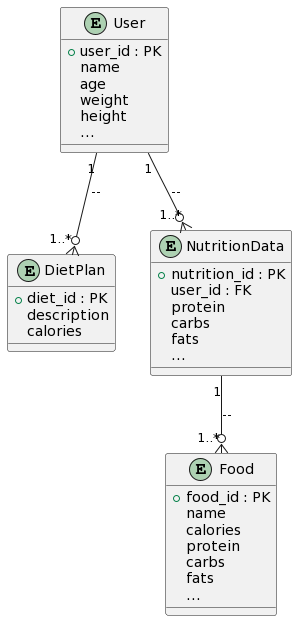 E User
user_id : PK
name
age
weight
height
...
1
1
--
--
1..*
1..*
E DietPlan
diet_id : PK
description
calories
E NutritionData
nutrition_id : PK
user_id : FK
protein
carbs
fats
...
1
--
1..*
E Food
food_id : PK
name
calories
protein
carbs
fats
...